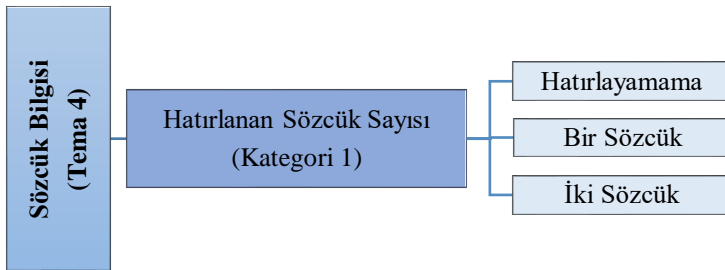 Sözcük Bilgisi
(Tema 4)
Hatırlanan Sözcük Sayısı
(Kategori 1)
Hatırlayamama
Bir Sözcük
İki Sözcük